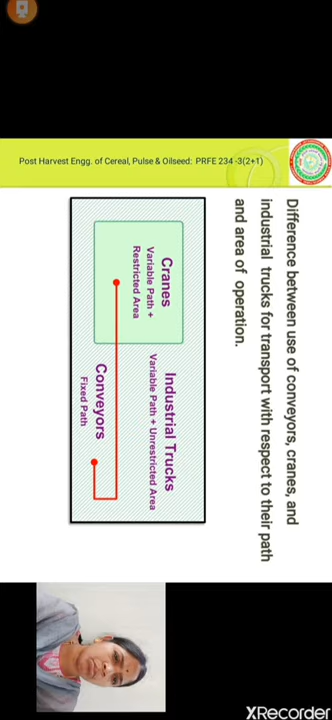 Post Harvest Engg. of Cereal, Pulse & Oilseed: PRFE 234 -3(2+1)
Difference between use of conveyors, cranes, and
industrial trucks for transport with respect to their path
and area of operation.
Cranes
Variable Path +
Restricted Area
Industrial Trucks
Variable Path + Unrestricted Area
Conveyors
Fixed Path
XRecorder